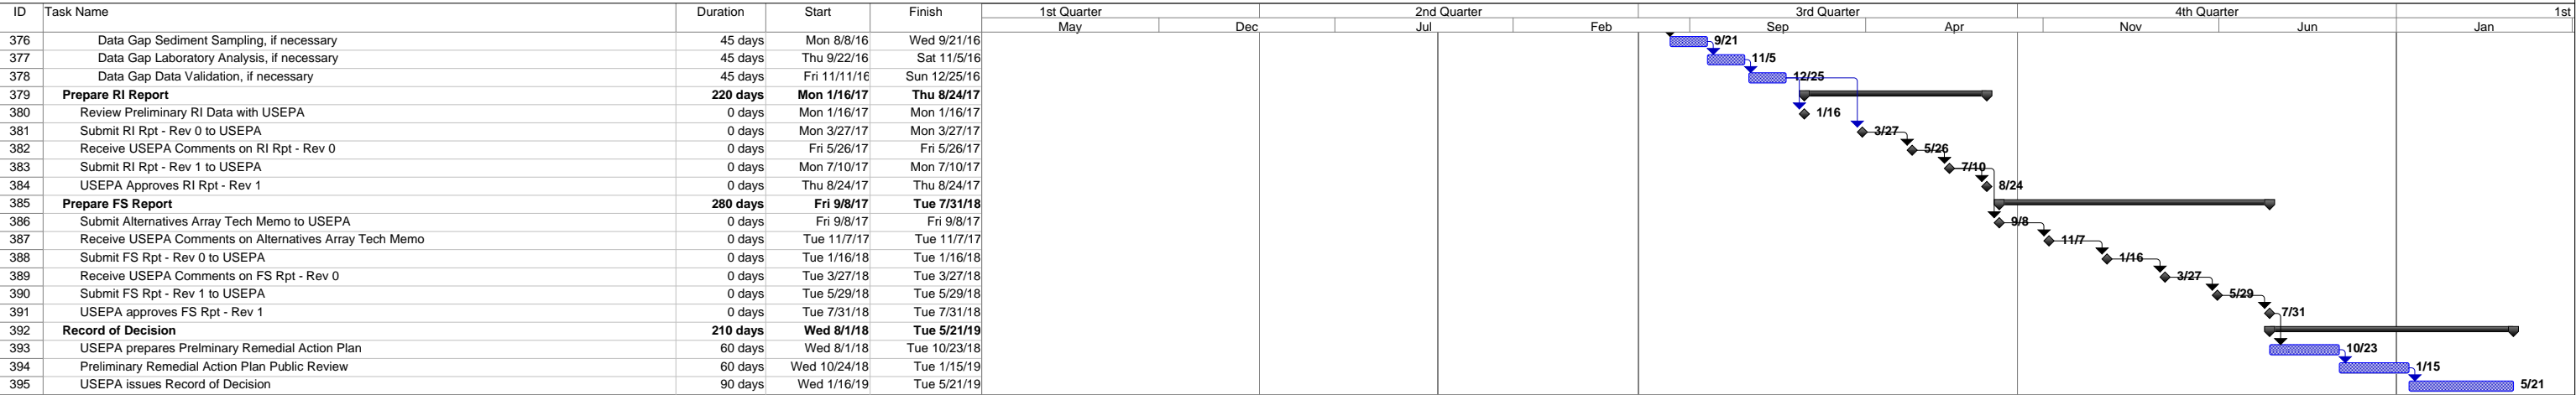 ID Task Name Duration Start Finish 1st Quarter 2nd Quarter 3rd Quarter 4th Quarter 1st
May Dec Jul Feb Sep Apr Nov Jun Jan
376 Data Gap Sediment Sampling, if necessary 45 days Mon 8/8/16 Wed 9/21/16 9/21
377 Data Gap Laboratory Analysis, if necessary 45 days Thu 9/22/16 Sat 11/5/16 11/5
378 Data Gap Data Validation, if necessary 45 days Fri 11/11/16 Sun 12/25/16 12/25
379 Prepare RI Report 220 days Mon 1/16/17 Thu 8/24/17
380 Review Preliminary RI Data with USEPA 0 days Mon 1/16/17 Mon 1/16/17 1/16
381 Submit RI Rpt - Rev 0 to USEPA 0 days Mon 3/27/17 Mon 3/27/17 3/27
382 Receive USEPA Comments on RI Rpt - Rev 0 0 days Fri 5/26/17 Fri 5/26/17 5/26
383 Submit RI Rpt - Rev 1 to USEPA 0 days Mon 7/10/17 Mon 7/10/17 7/10
384 USEPA Approves RI Rpt - Rev 1 0 days Thu 8/24/17 Thu 8/24/17 8/24
385 Prepare FS Report 280 days Fri 9/8/17 Tue 7/31/18
386 Submit Alternatives Array Tech Memo to USEPA 0 days Fri 9/8/17 Fri 9/8/17 9/8
387 Receive USEPA Comments on Alternatives Array Tech Memo 0 days Tue 11/7/17 Tue 11/7/17 11/7
388 Submit FS Rpt - Rev 0 to USEPA 0 days Tue 1/16/18 Tue 1/16/18 1/16
389 Receive USEPA Comments on FS Rpt - Rev 0 0 days Tue 3/27/18 Tue 3/27/18 3/27
390 Submit FS Rpt - Rev 1 to USEPA 0 days Tue 5/29/18 Tue 5/29/18 5/29
391 USEPA approves FS Rpt - Rev 1 0 days Tue 7/31/18 Tue 7/31/18 7/31
392 Record of Decision 210 days Wed 8/1/18 Tue 5/21/19
393 USEPA prepares Prelminary Remedial Action Plan 60 days Wed 8/1/18 Tue 10/23/18 10/23
394 Preliminary Remedial Action Plan Public Review 60 days Wed 10/24/18 Tue 1/15/19 1/15
395 USEPA issues Record of Decision 90 days Wed 1/16/19 Tue 5/21/19 5/21